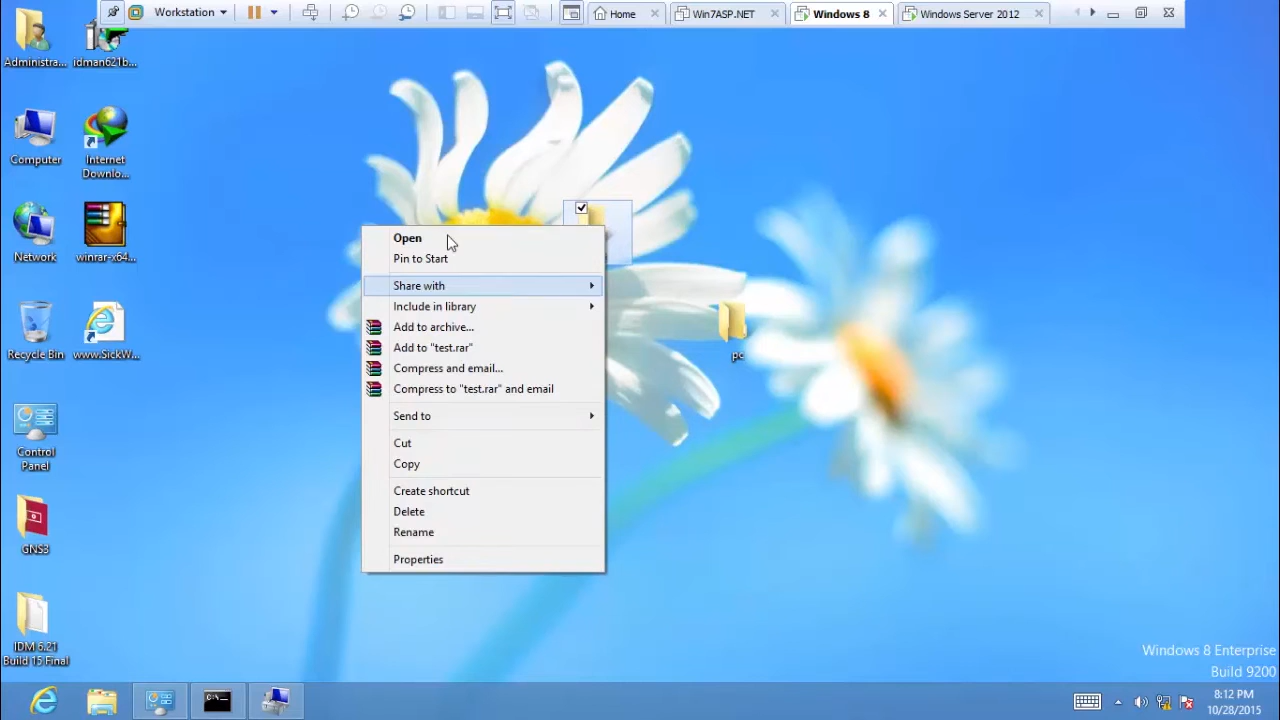 Workstation
Home
Win7ASP.NET
Windows 8
Windows Server 2012
Administra...
idman621b...
Computer
Internet
Downlo...
Network
winrar-x64...
Recycle Bin
www.SickW...
Control
Panel
GNS3
IDM 6.21
Build 15 Final
Open
Pin to Start
Share with
Include in library
Add to archive...
Add to "test.rar"
Compress and email...
Compress to "test.rar" and email
Send to
Cut
Copy
Create shortcut
Delete
Rename
Properties
pc
Windows 8 Enterprise
Build 9200
8:12 PM
10/28/2015